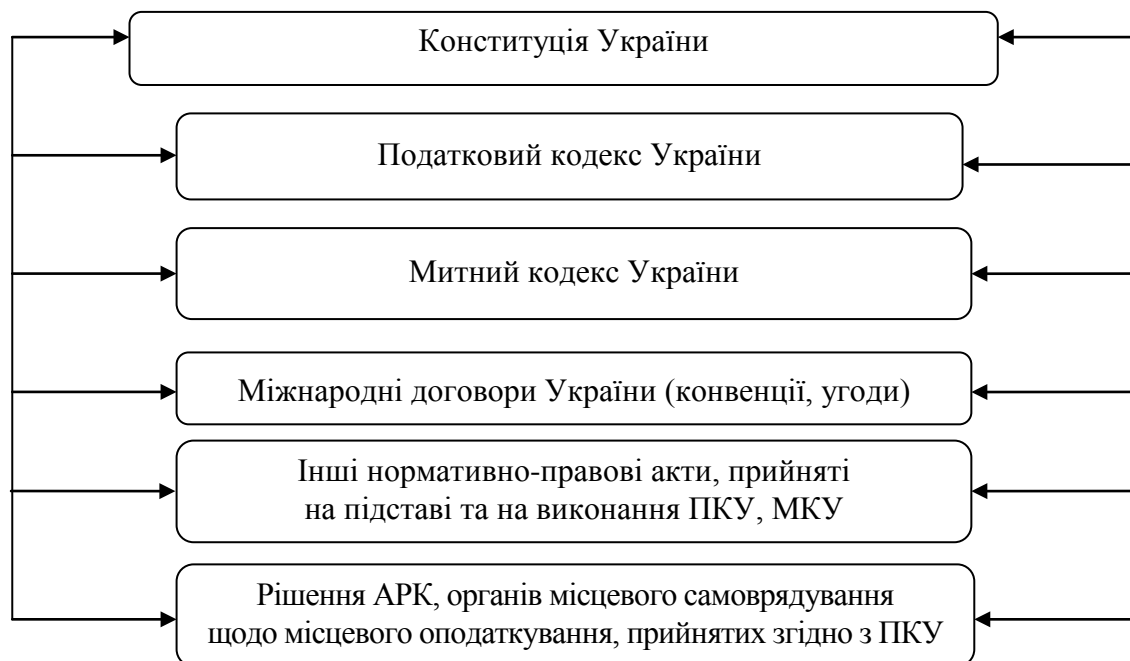 Конституція України
Податковий кодекс України
Митний кодекс України
Міжнародні договори України (конвенції, угоди)
Інші нормативно-правові акти, прийняті
на підставі та на виконання ПКУ, МКУ
Рішення АРК, органів місцевого самоврядування
щодо місцевого оподаткування, прийнятих згідно з ПКУ